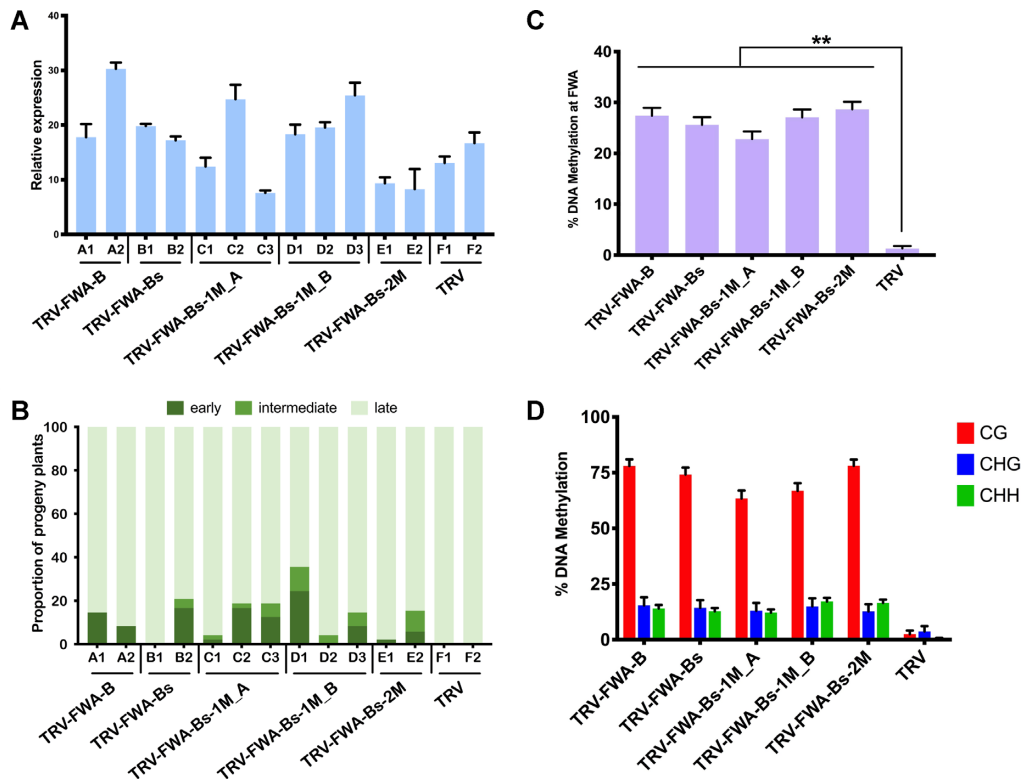 A
40
30
20
10
0
Relative expression
A1 A2 B1 B2 C1 C2 C3 D1 D2 D3 E1 E2 F1 F2
TRV-FWA-B
TRV-FWA-Bs
TRV-FWA-Bs-1M_A
TRV-FWA-Bs-1M_B
TRV-FWA-Bs-2M
TRV
C
40
30
20
10
0
% DNA Methylation at FWA
**
TRV-FWA-B
TRV-FWA-Bs
TRV-FWA-Bs-1M_A
TRV-FWA-Bs-1M_B
TRV-FWA-Bs-2M
TRV
B
early intermediate late
100
80
60
40
20
0
Proportion of progeny plants
A1 A2 B1 B2 C1 C2 C3 D1 D2 D3 E1 E2 F1 F2
TRV-FWA-B
TRV-FWA-Bs
TRV-FWA-Bs-1M_A
TRV-FWA-Bs-1M_B
TRV-FWA-Bs-2M
TRV
D
100
75
50
25
0
% DNA Methylation
CG
CHG
CHH
TRV-FWA-B
TRV-FWA-Bs
TRV-FWA-Bs-1M_A
TRV-FWA-Bs-1M_B
TRV-FWA-Bs-2M
TRV